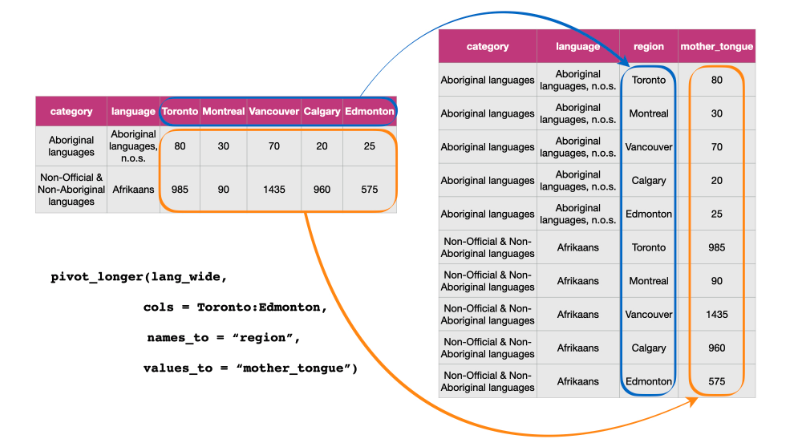 category language Toronto Montreal Vancouver Calgary Edmonton
Aboriginal languages Aboriginal languages, n.o.s. 80 30 70 20 25
Non-Official & Non-Aboriginal languages Afrikaans 985 90 1435 960 575
pivot_longer(lang_wide,
cols = Toronto:Edmonton,
names_to = “region”,
values_to = “mother_tongue”)
category language region mother_tongue
Aboriginal languages Aboriginal languages, n.o.s. Toronto 80
Aboriginal languages Aboriginal languages, n.o.s. Montreal 30
Aboriginal languages Aboriginal languages, n.o.s. Vancouver 70
Aboriginal languages Aboriginal languages, n.o.s. Calgary 20
Aboriginal languages Aboriginal languages, n.o.s. Edmonton 25
Non-Official & Non-Aboriginal languages Afrikaans Toronto 985
Non-Official & Non-Aboriginal languages Afrikaans Montreal 90
Non-Official & Non-Aboriginal languages Afrikaans Vancouver 1435
Non-Official & Non-Aboriginal languages Afrikaans Calgary 960
Non-Official & Non-Aboriginal languages Afrikaans Edmonton 575